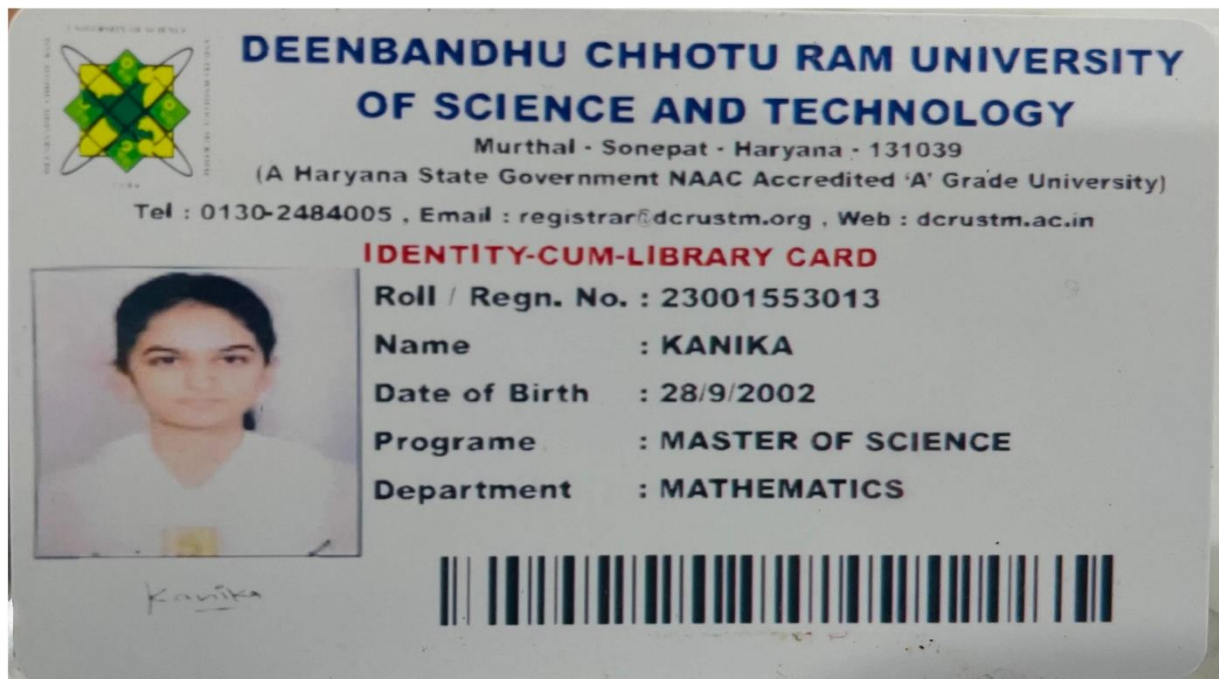 DEENBANDHU CHHOTU RAM UNIVERSITY
OF SCIENCE AND TECHNOLOGY
Murthal - Sonepat - Haryana - 131039
(A Haryana State Government NAAC Accredited 'A' Grade University)
Tel : 0130-2484005 , Email : registrar@dcrustm.org , Web : dcrustm.ac.in
IDENTITY-CUM-LIBRARY CARD
Roll / Regn. No. : 23001553013
Name : KANIKA
Date of Birth : 28/9/2002
Programe : MASTER OF SCIENCE
Department : MATHEMATICS
Kanika